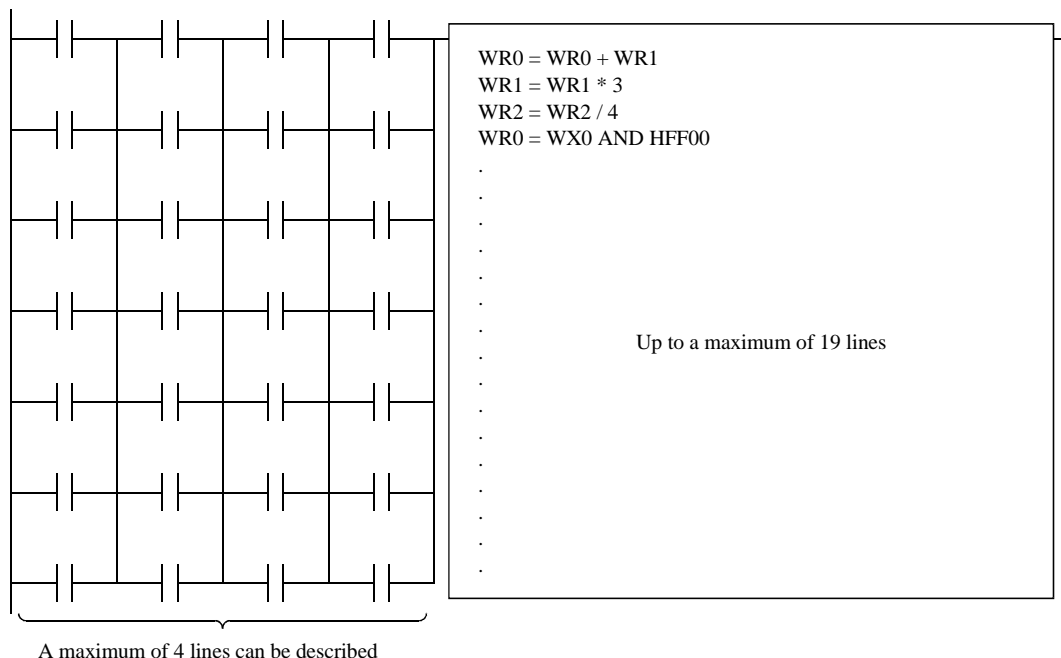 WR0 = WR0 + WR1
WR1 = WR1 * 3
WR2 = WR2 / 4
WR0 = WX0 AND HFF00
.
.
.
.
.
.
.
Up to a maximum of 19 lines
.
.
.
.
.
.
.
.
.
A maximum of 4 lines can be described